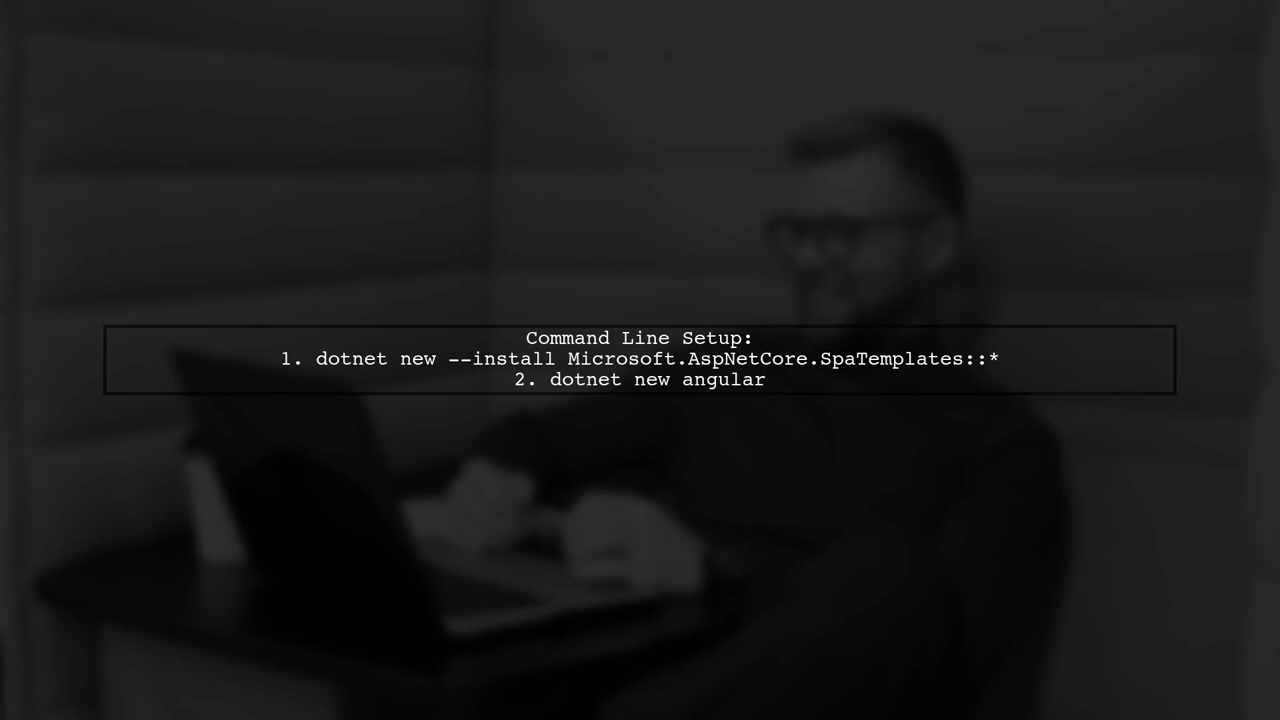 Command Line Setup:
1. dotnet new --install Microsoft.AspNetCore.SpaTemplates::*
2. dotnet new angular